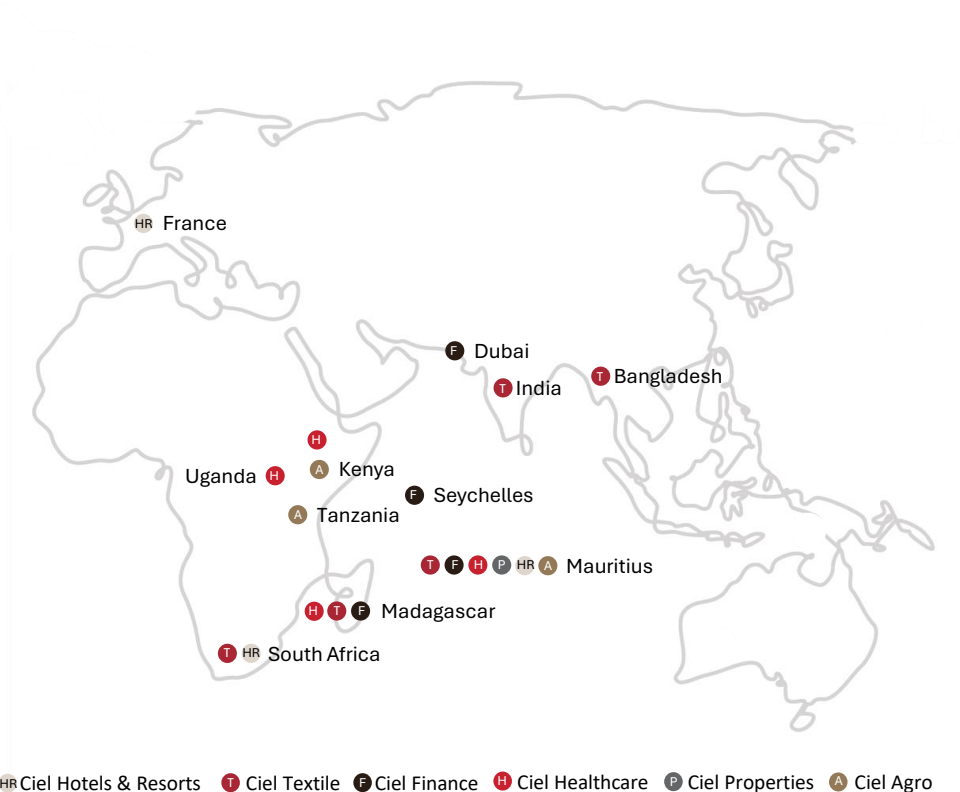 HR France
F Dubai
T India
T Bangladesh
H
A Kenya
Uganda H
F Seychelles
A Tanzania
T F H P HR A Mauritius
H T F Madagascar
T HR South Africa
HR Ciel Hotels & Resorts T Ciel Textile F Ciel Finance H Ciel Healthcare P Ciel Properties A Ciel Agro